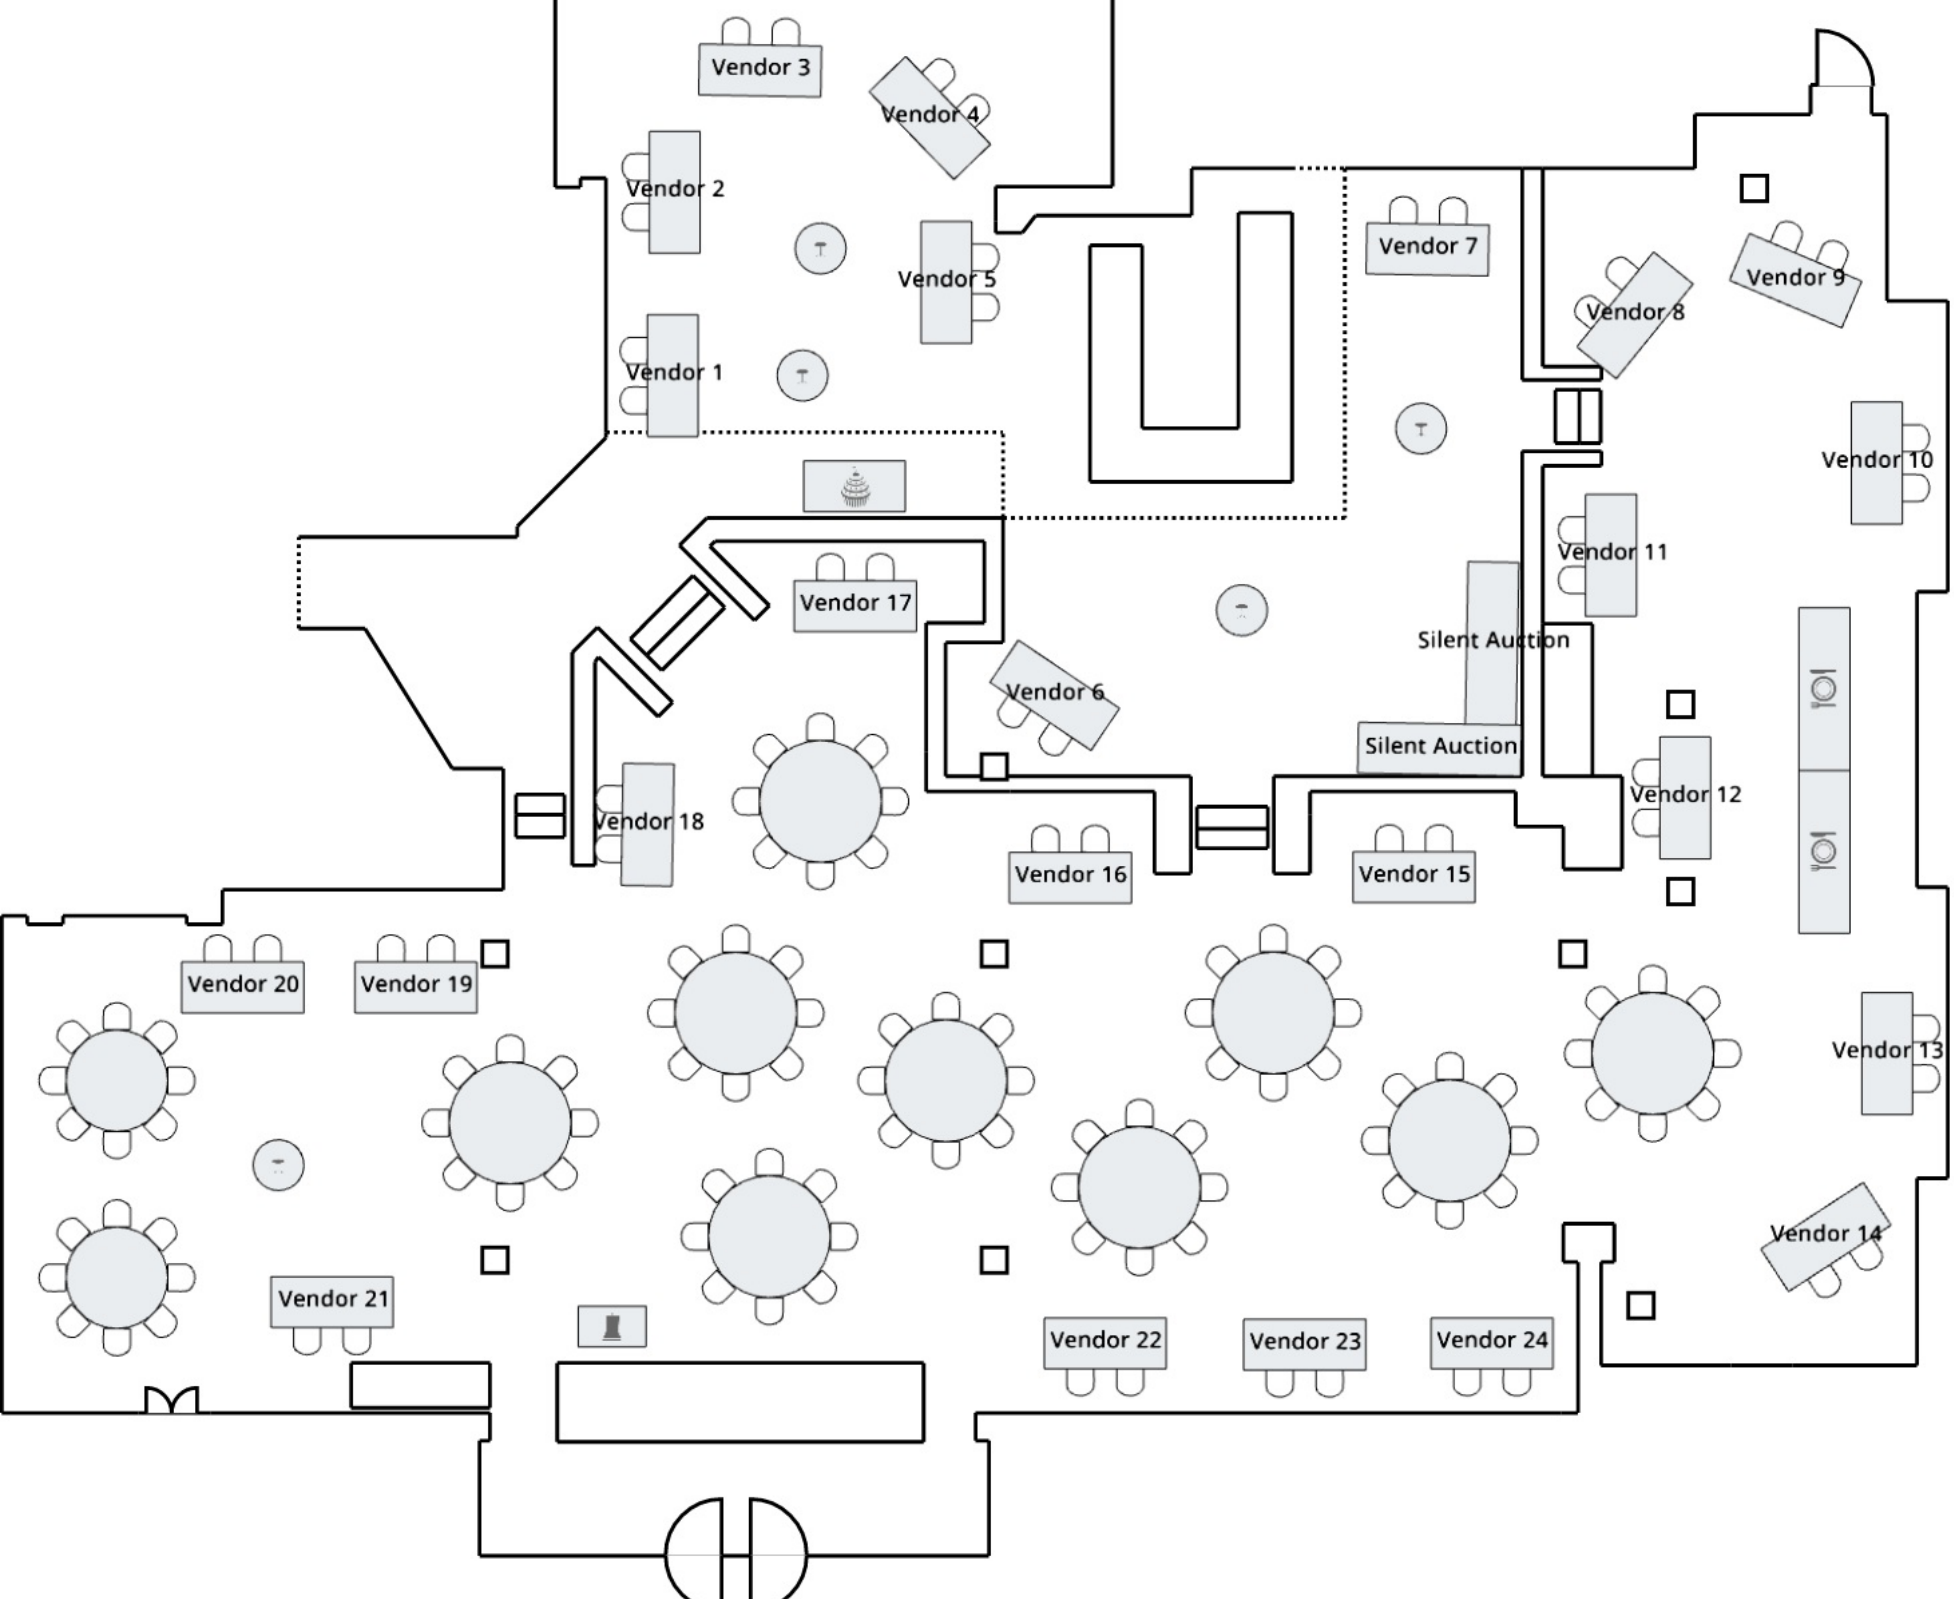 Vendor 3
Vendor 4
Vendor 2
Vendor 5
Vendor 7
Vendor 9
Vendor 8
Vendor 1
Vendor 10
Vendor 11
Vendor 17
Silent Auction
Vendor 6
Silent Auction
Vendor 12
Vendor 18
Vendor 16
Vendor 15
Vendor 20
Vendor 19
Vendor 13
Vendor 14
Vendor 21
Vendor 22
Vendor 23
Vendor 24